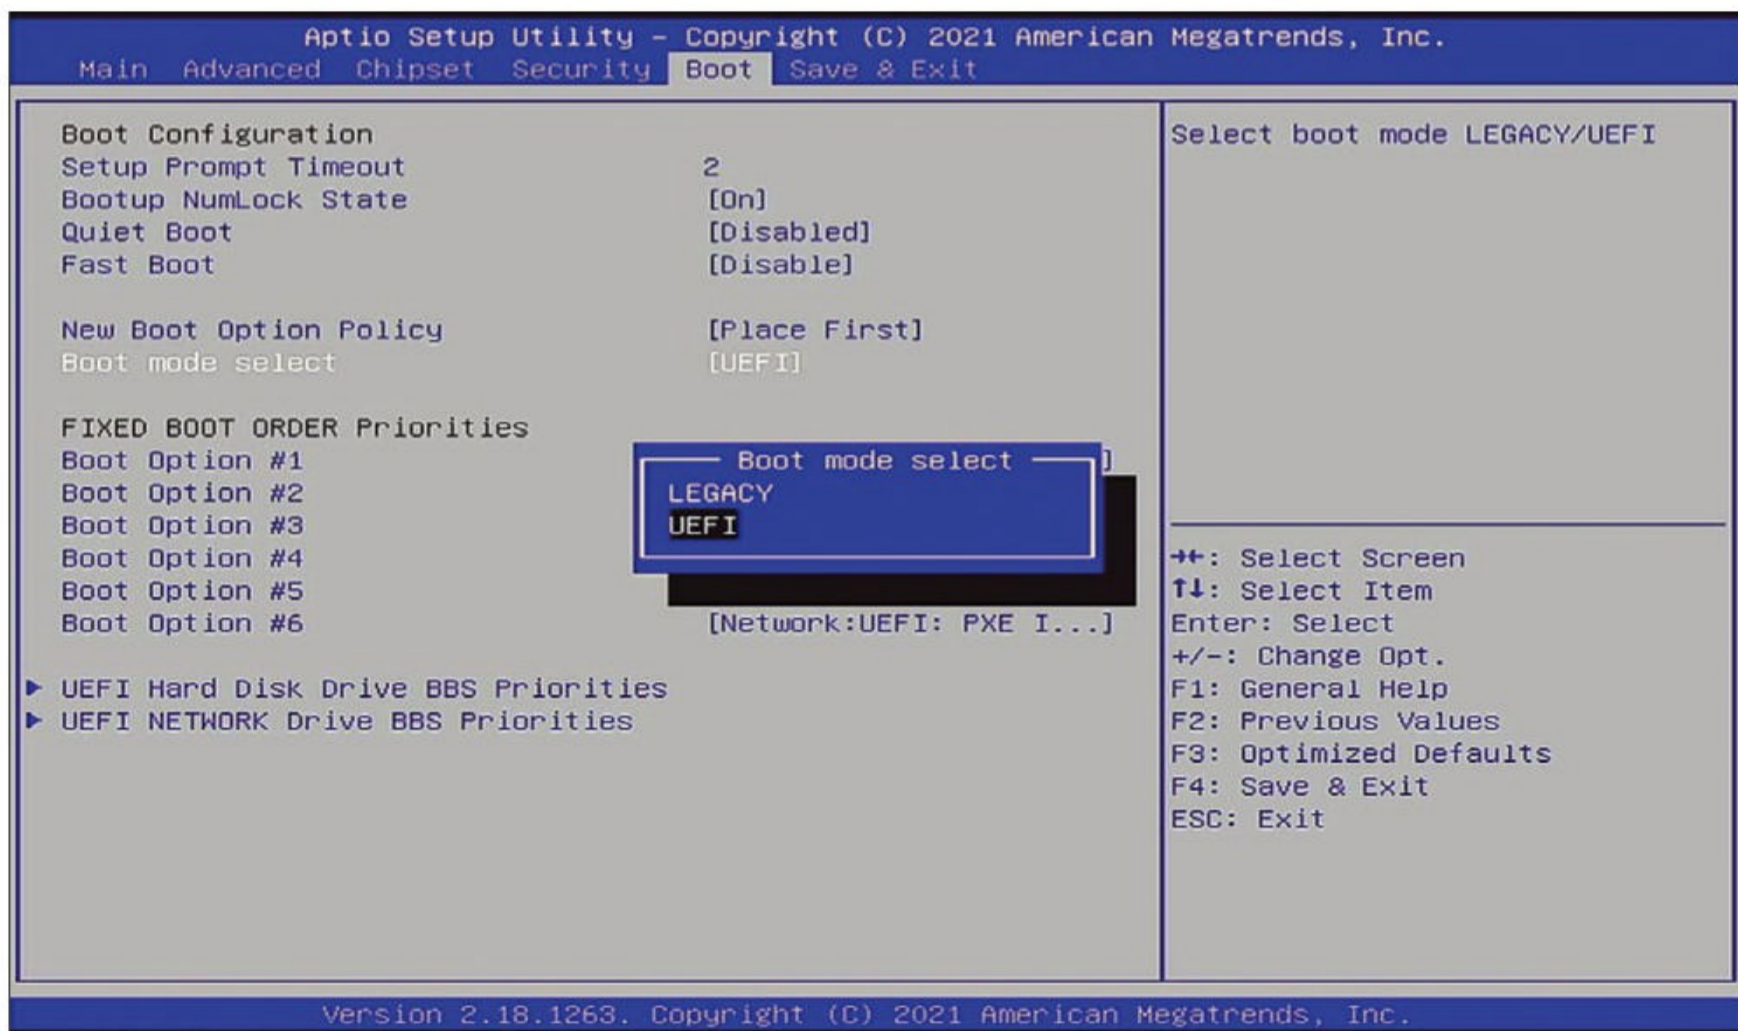 Aptio Setup Utility – Copyright (C) 2021 American Megatrends, Inc.
Main Advanced Chipset Security Boot Save & Exit
Boot Configuration
Setup Prompt Timeout 2
Bootup NumLock State [On]
Quiet Boot [Disabled]
Fast Boot [Disable]
New Boot Option Policy [Place First]
Boot mode select [UEFI]
FIXED BOOT ORDER Priorities
Boot Option #1 ]
Boot Option #2
Boot Option #3
Boot Option #4
Boot Option #5
Boot Option #6 [Network:UEFI: PXE I...]
UEFI Hard Disk Drive BBS Priorities
UEFI NETWORK Drive BBS Priorities
Boot mode select
LEGACY
UEFI
Select boot mode LEGACY/UEFI
→←: Select Screen
↑↓: Select Item
Enter: Select
+/-: Change Opt.
F1: General Help
F2: Previous Values
F3: Optimized Defaults
F4: Save & Exit
ESC: Exit
Version 2.18.1263. Copyright (C) 2021 American Megatrends, Inc.